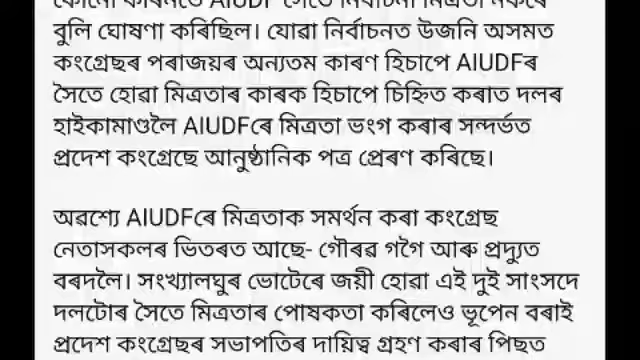 কোনো কাৰণতে AIUDF সৈতে নিৰ্বাচনী মিত্ৰতা নকৰে
বুলি ঘোষণা কৰিছিল। যোৱা নিৰ্বাচনত উজনি অসমত
কংগ্ৰেছৰ পৰাজয়ৰ অন্যতম কাৰণ হিচাপে AIUDFৰ
সৈতে হোৱা মিত্ৰতাৰ কাৰক হিচাপে চিহ্নিত কৰাত দলৰ
হাইকামাণ্ডলৈ AIUDFৰে মিত্ৰতা ভংগ কৰাৰ সন্দৰ্ভত
প্ৰদেশ কংগ্ৰেছে আনুষ্ঠানিক পত্ৰ প্ৰেৰণ কৰিছে।
অৱশ্যে AIUDFৰে মিত্ৰতাক সমৰ্থন কৰা কংগ্ৰেছ
নেতাসকলৰ ভিতৰত আছে- গৌৰৱ গগৈ আৰু প্ৰদ্যুত
বৰদলৈ। সংখ্যালঘুৰ ভোটেৰে জয়ী হোৱা এই দুই সাংসদে
দলটোৰ সৈতে মিত্ৰতাৰ পোষকতা কৰিলেও ভূপেন বৰাই
প্ৰদেশ কংগ্ৰেছৰ সভাপতিৰ দায়িত্ব গ্ৰহণ কৰাৰ পিছত